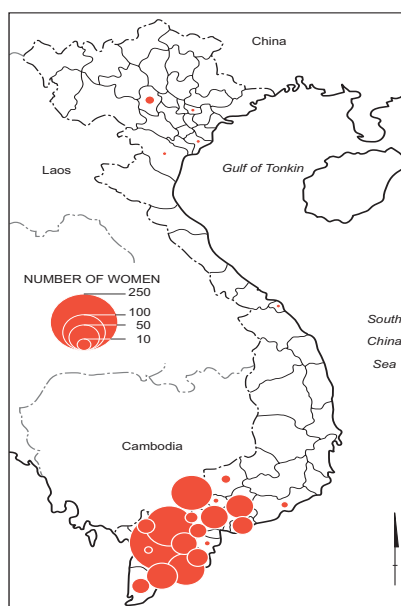 China
Laos
Gulf of Tonkin
NUMBER OF WOMEN
250
100
50
10
South
China
Sea
Cambodia